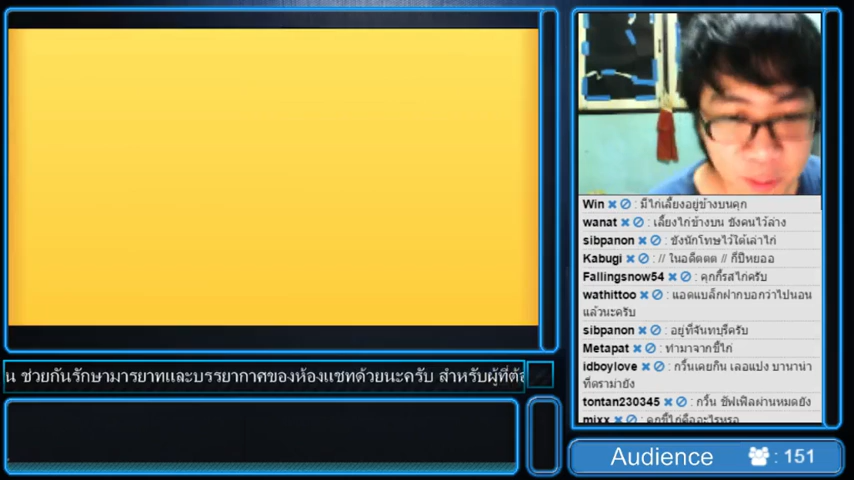 Win : มีไก่เลี้ยงอยู่ข้างบนคุก
wanat : เลี้ยงไก่ข้างบน ขังคนไว้ล่าง
sibpanon : ขังนักโทษไว้ใต้เล้าไก่
Kabugi : // ในอดีตตต // กี่ปีหยออ
Fallingsnow54 : คุกกี้รสไก่ครับ
wathittoo : แอดแบล็กฝากบอกว่าไปนอน
แล้วนะครับ
sibpanon : อยู่ที่จันทบุรีครับ
Metapat : ทำมาจากขี้ไก่
idboylove : กวิ้นเคยกิน เลอแปง บานาน่า
ที่ดราม่ายัง
tontan230345 : กวิ้น ชัฟเฟิลผ่านหมดยัง
mixx : คุกขี้ไก่คืออะไรหรอ
น ช่วยกันรักษามารยาทและบรรยากาศของห้องแชทด้วยนะครับ สำหรับผู้ที่ต้อ
Audience : 151